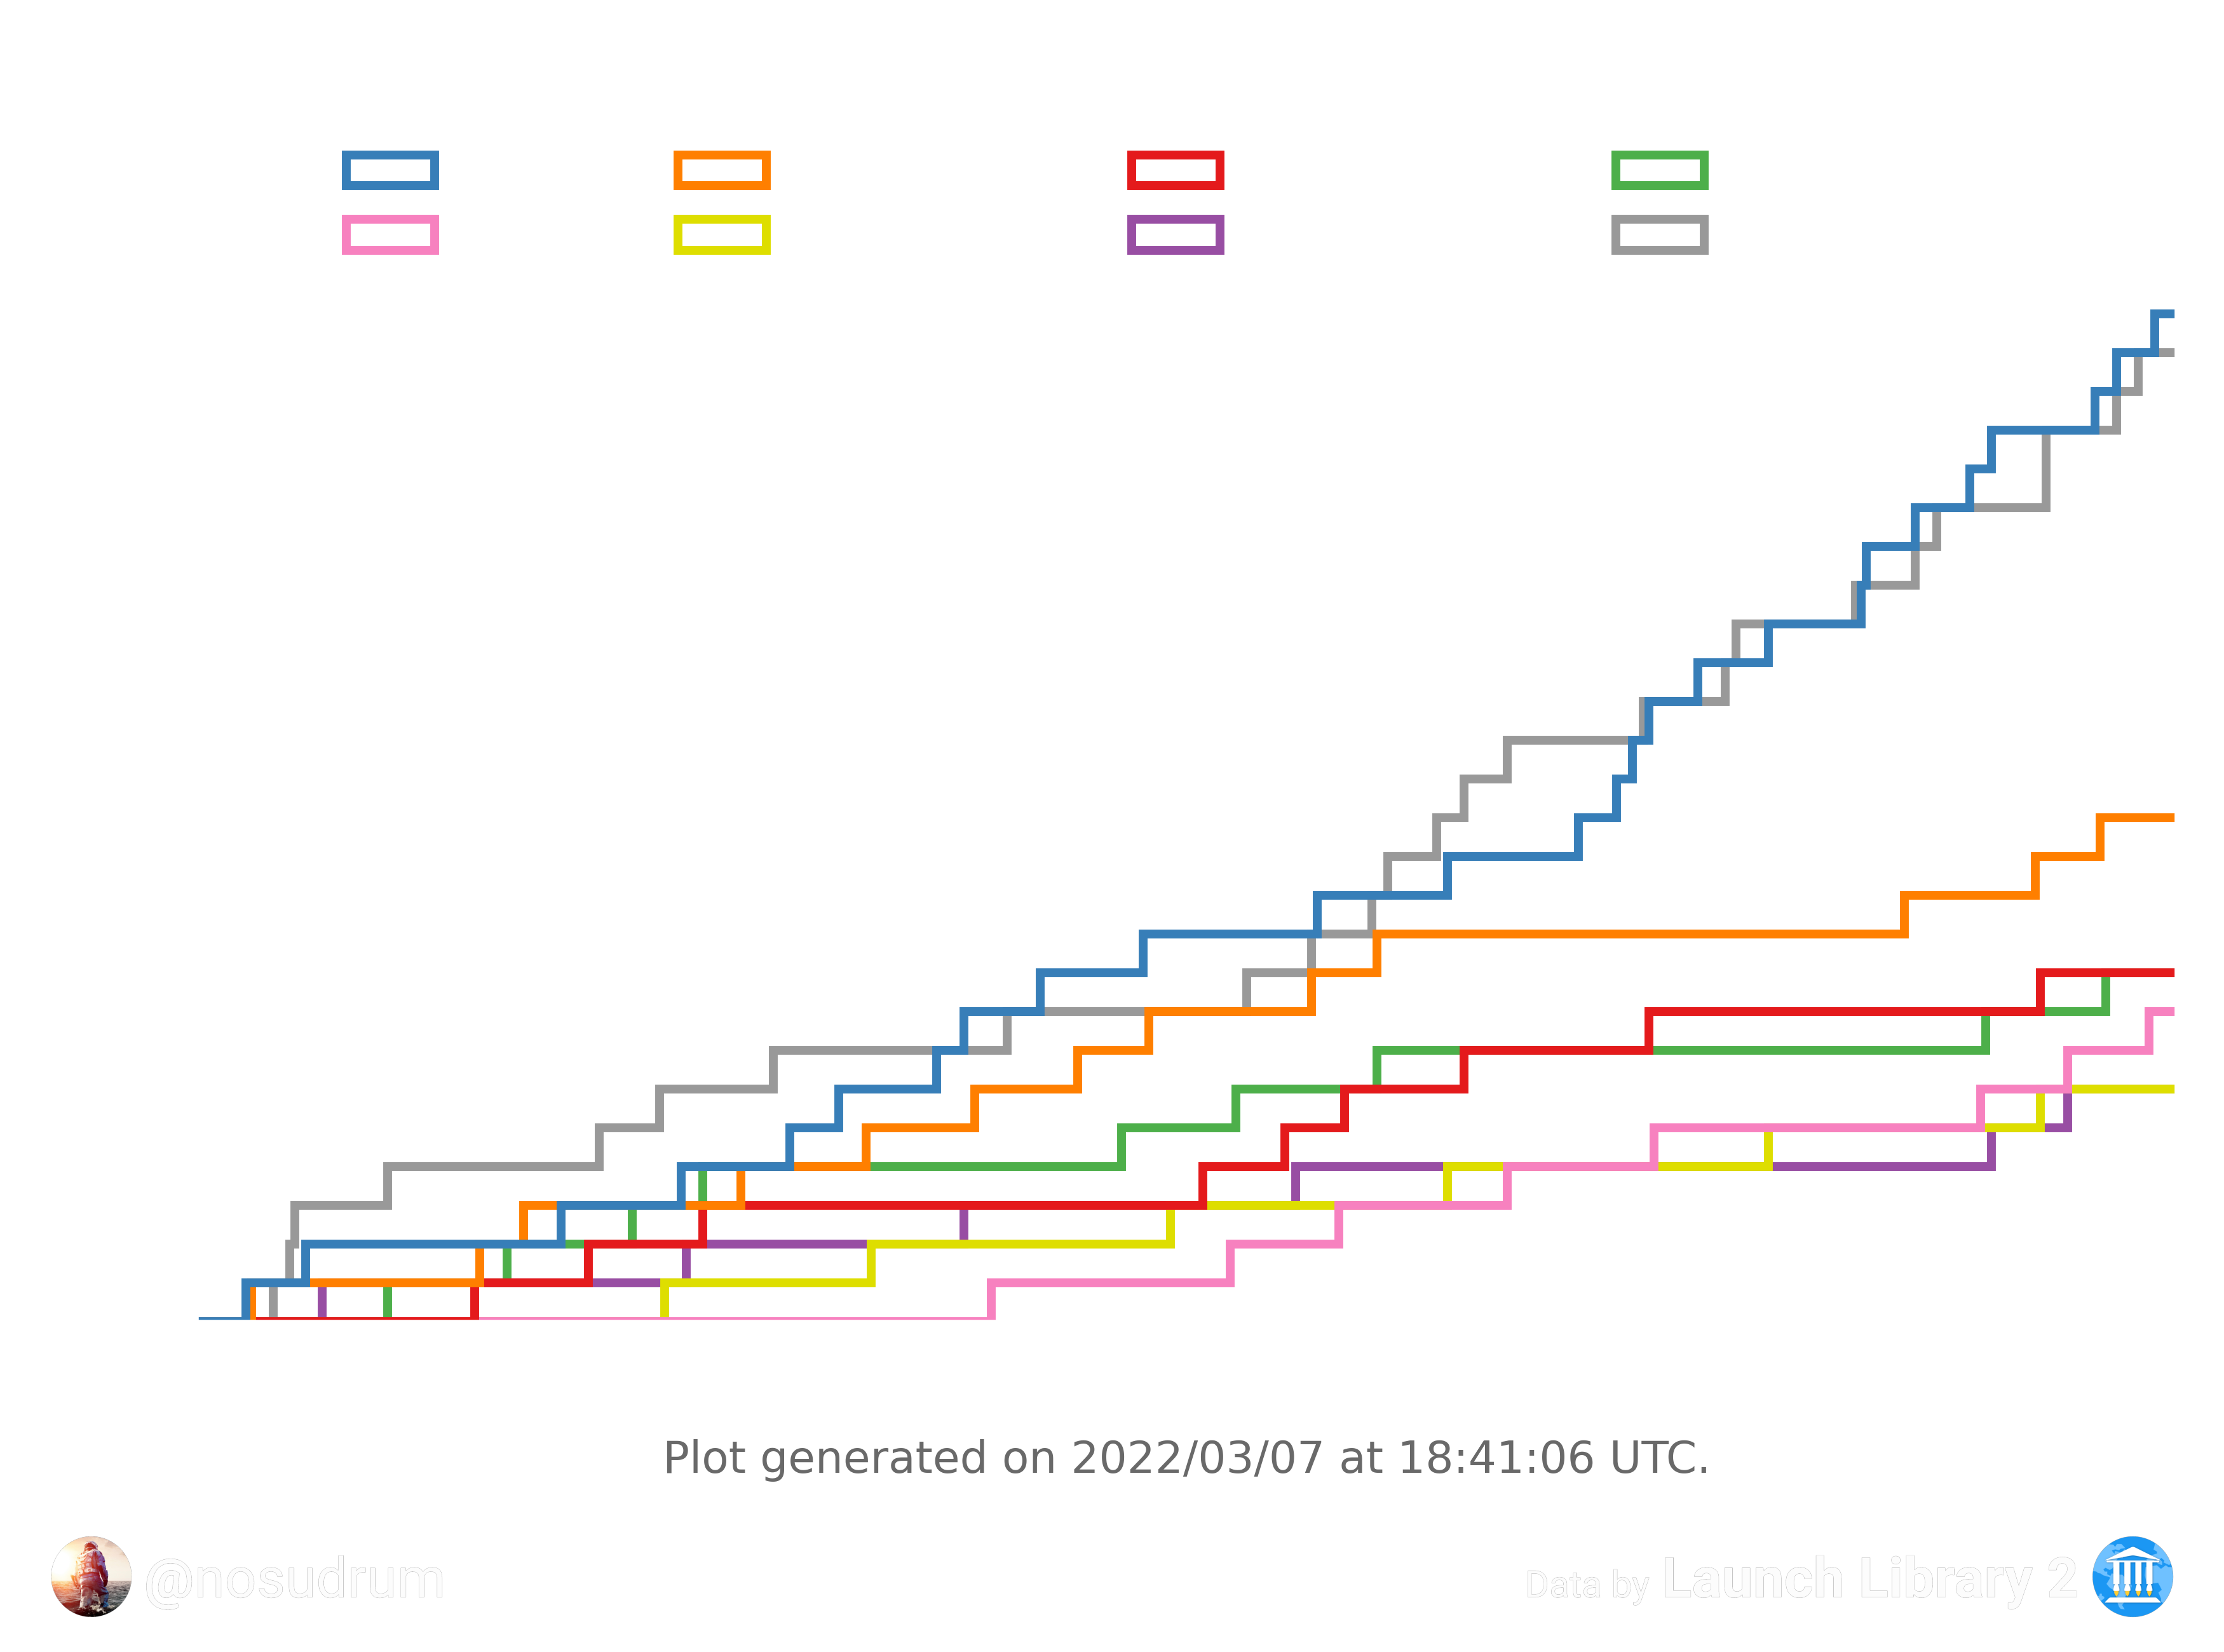 Plot generated on 2022/03/07 at 18:41:06 UTC.
@nosudrum
Data by Launch Library 2